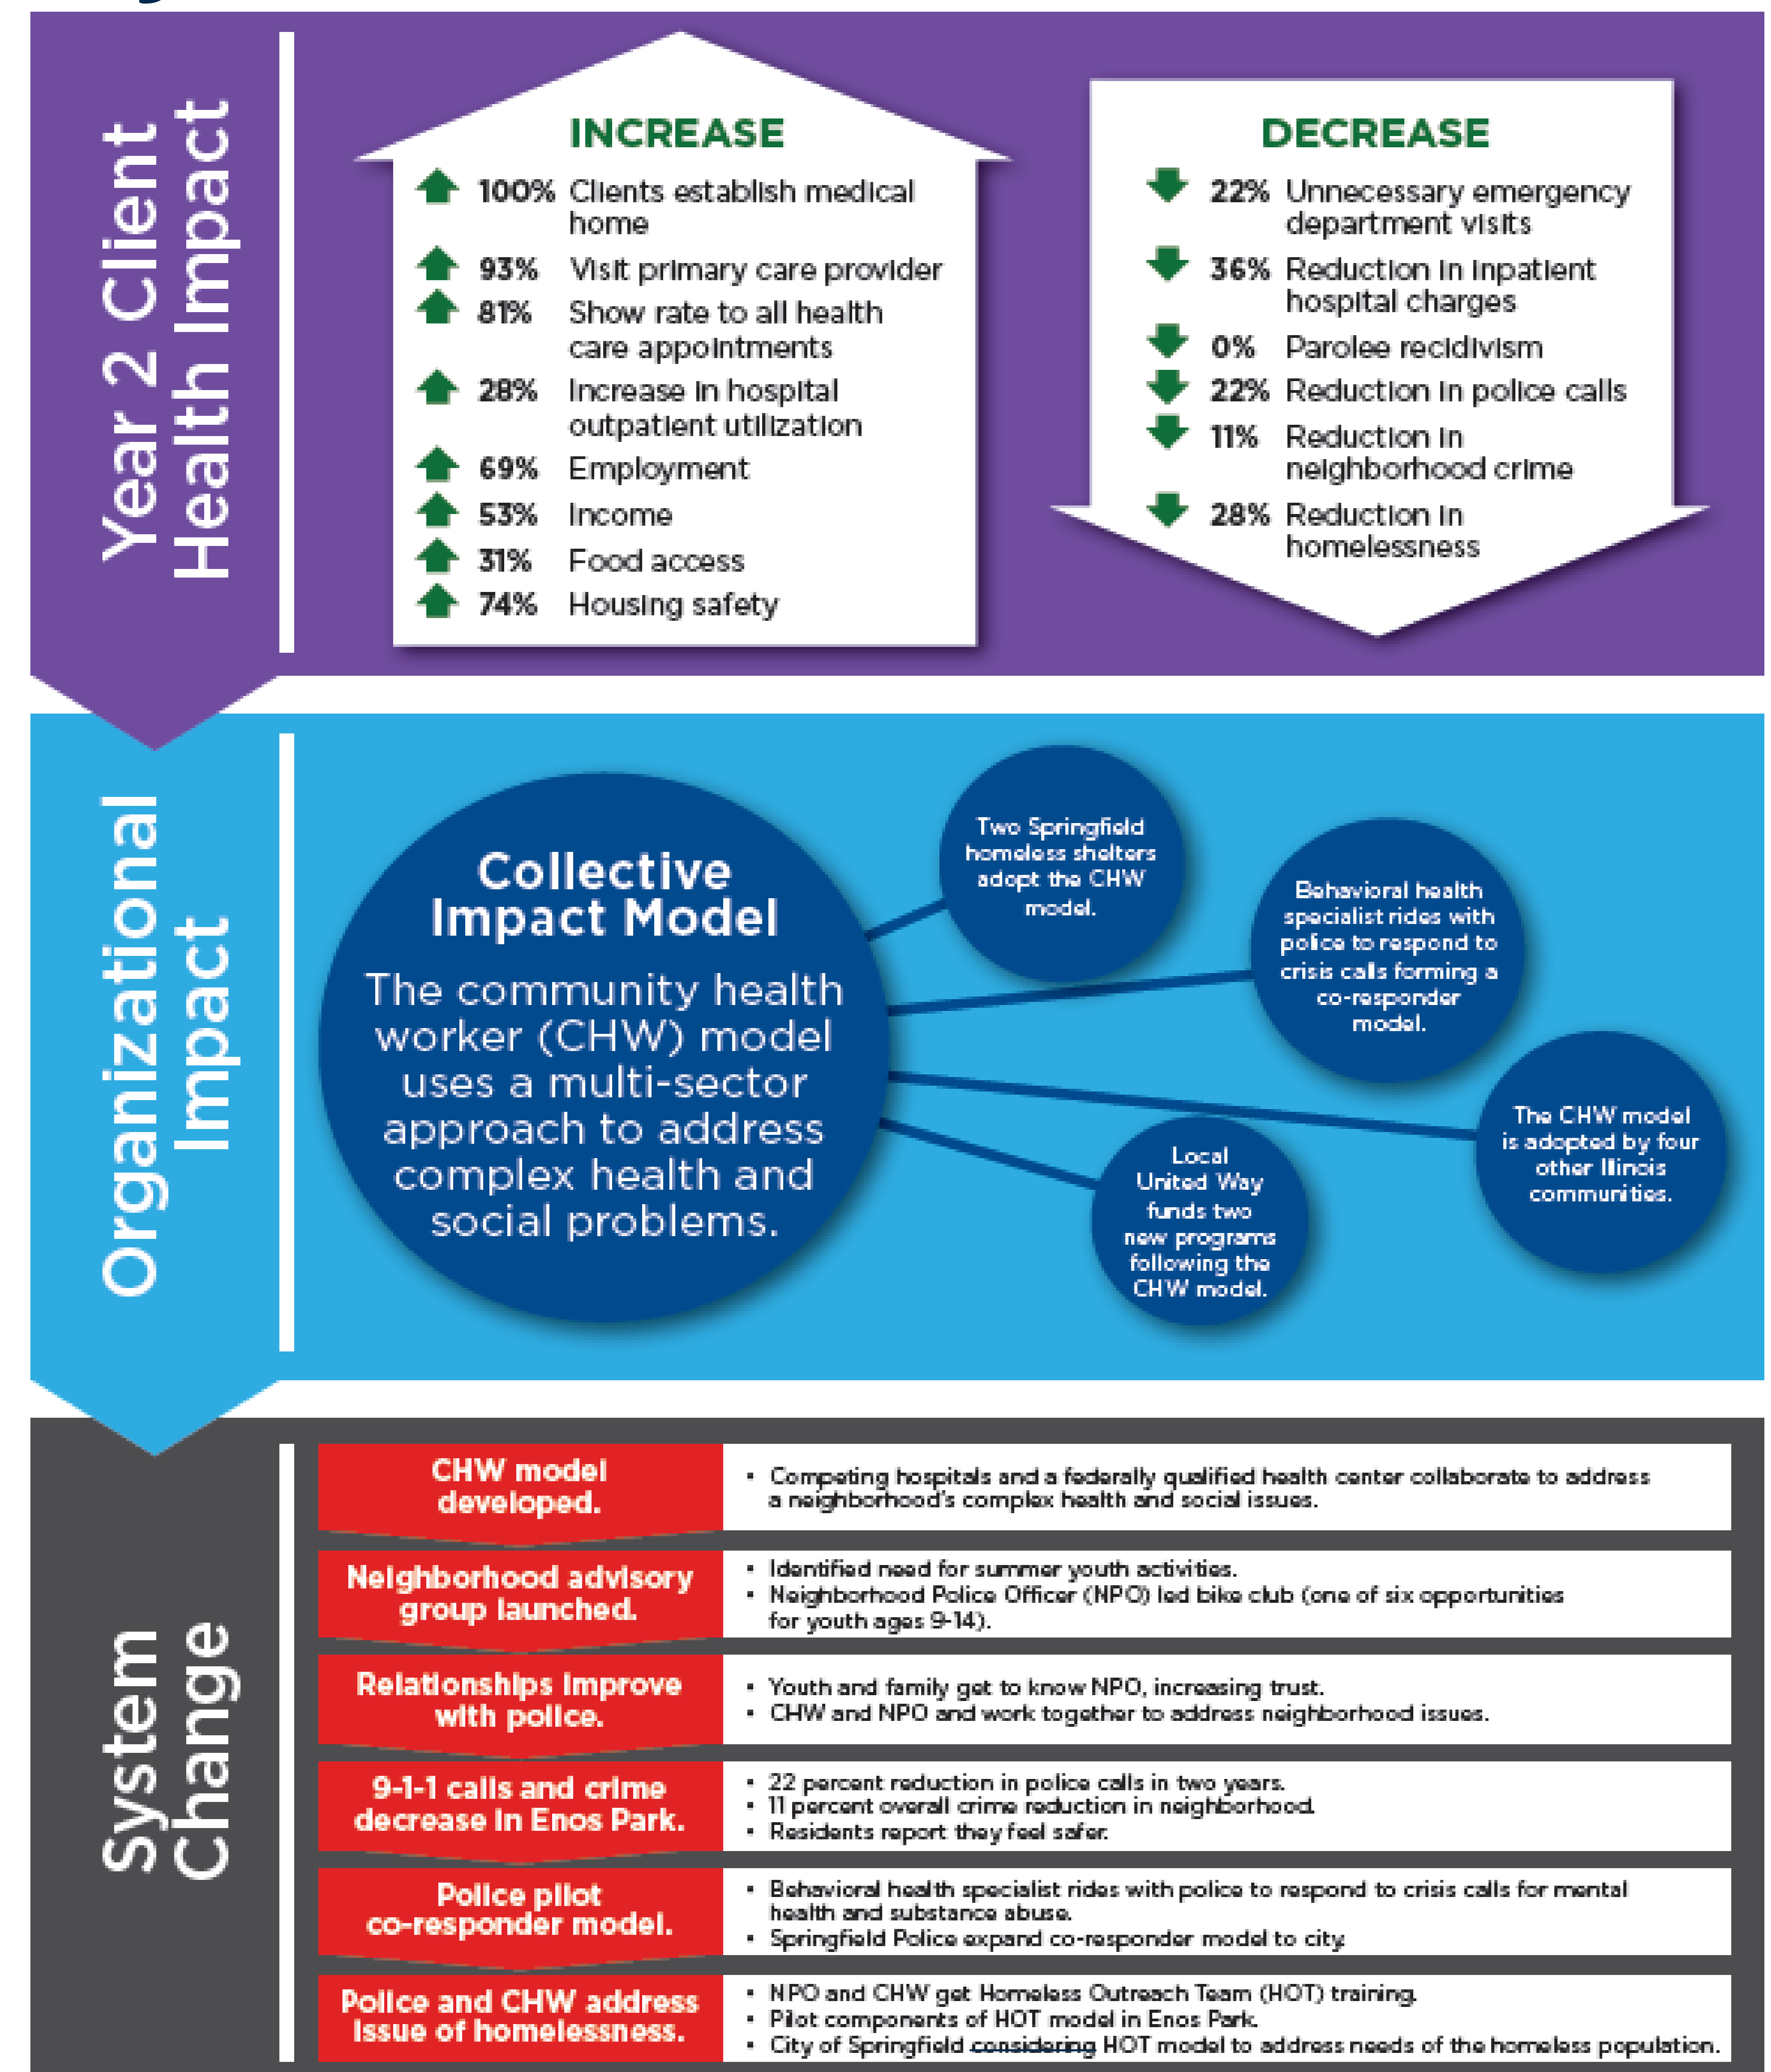 Year 2 Client
Health Impact
INCREASE
100% Clients establish medical
home
93% Visit primary care provider
81% Show rate to all health
care appointments
28% Increase in hospital
outpatient utilization
69% Employment
53% Income
31% Food access
74% Housing safety
DECREASE
22% Unnecessary emergency
department visits
36% Reduction in inpatient
hospital charges
0% Parolee recidivism
22% Reduction in police calls
11% Reduction in
neighborhood crime
28% Reduction in
homelessness
Organizational
Impact
Collective
Impact Model
The community health
worker (CHW) model
uses a multi-sector
approach to address
complex health and
social problems.
Two Springfield
homeless shelters
adopt the CHW
model.
Behavioral health
specialist rides with
police to respond to
crisis calls forming a
co-responder
model.
The CHW model
is adopted by four
other Illinois
communities.
Local
United Way
funds two
new programs
following the
CHW model.
System
Change
CHW model
developed.
• Competing hospitals and a federally qualified health center collaborate to address
a neighborhood's complex health and social issues.
Neighborhood advisory
group launched.
• Identified need for summer youth activities.
• Neighborhood Police Officer (NPO) led bike club (one of six opportunities
for youth ages 9-14).
Relationships improve
with police.
• Youth and family get to know NPO, increasing trust.
• CHW and NPO and work together to address neighborhood issues.
9-1-1 calls and crime
decrease in Enos Park.
• 22 percent reduction in police calls in two years.
• 11 percent overall crime reduction in neighborhood.
• Residents report they feel safer.
Police pilot
co-responder model.
• Behavioral health specialist rides with police to respond to crisis calls for mental
health and substance abuse.
• Springfield Police expand co-responder model to city.
Police and CHW address
issue of homelessness.
• NPO and CHW get Homeless Outreach Team (HOT) training.
• Pilot components of HOT model in Enos Park.
• City of Springfield considering HOT model to address needs of the homeless population.